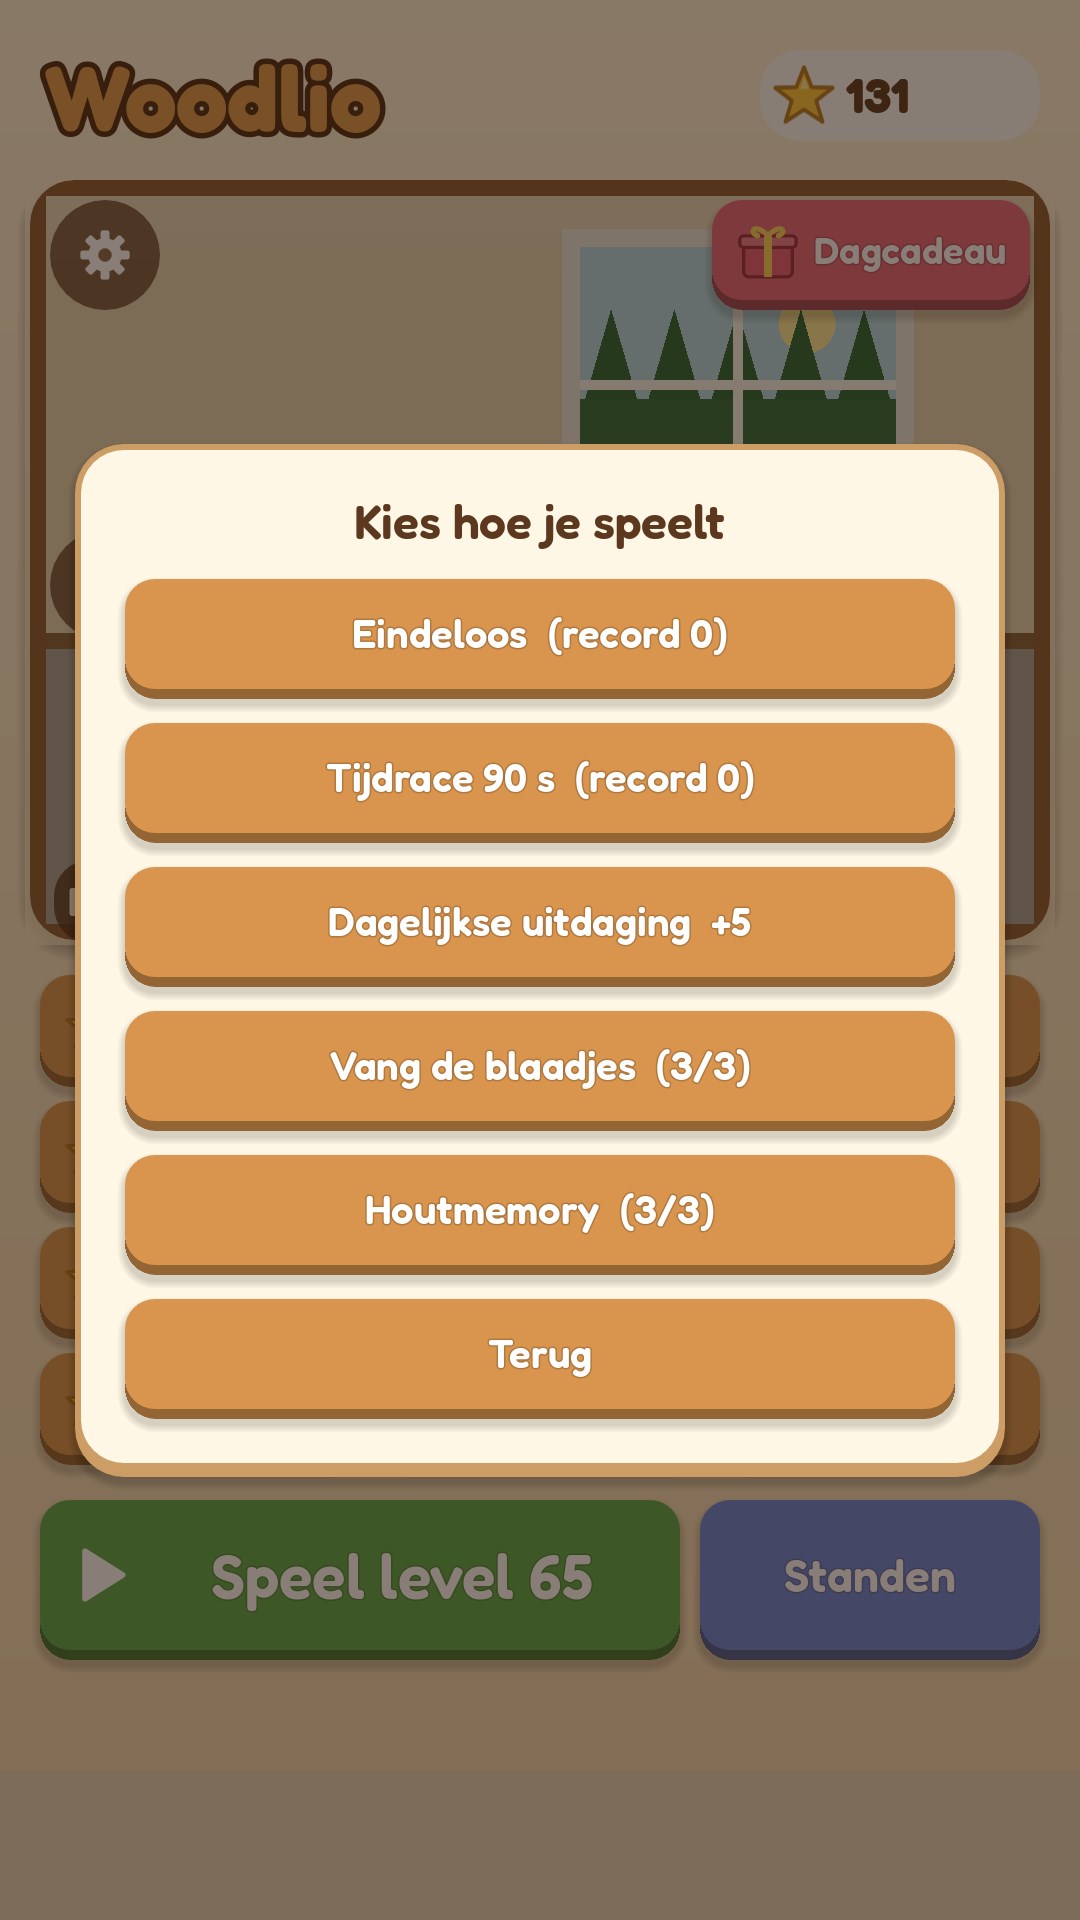 Woodlio
131
Dagcadeau
Kies hoe je speelt
Eindeloos (record 0)
Tijdrace 90 s (record 0)
Dagelijkse uitdaging +5
Vang de blaadjes (3/3)
Houtmemory (3/3)
Terug
Speel level 65
Standen